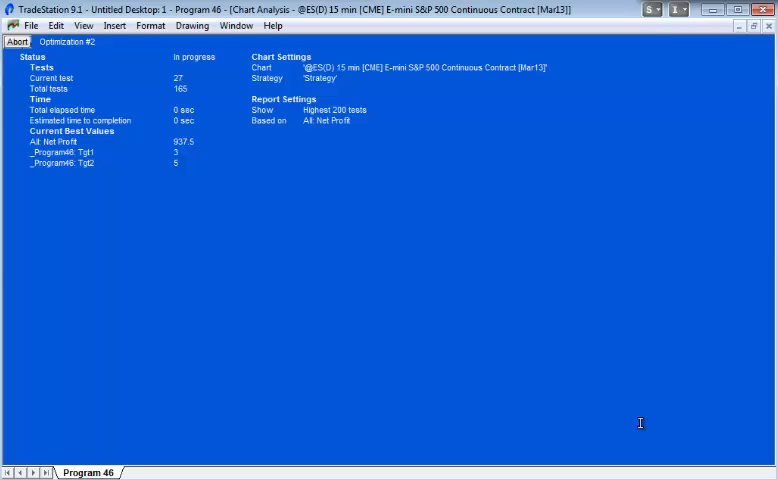 TradeStation 9.1 - Untitled Desktop: 1 - Program 46 - [Chart Analysis - @ES(D) 15 min [CME] E-mini S&P 500 Continuous Contract [Mar13]]
S I
File Edit View Insert Format Drawing Window Help
Abort Optimization #2
Status In progress Chart Settings
Tests Chart '@ES(D) 15 min [CME] E-mini S&P 500 Continuous Contract [Mar13]'
Current test 27 Strategy 'Strategy'
Total tests 165
Time Report Settings
Total elapsed time 0 sec Show Highest 200 tests
Estimated time to completion 0 sec Based on All: Net Profit
Current Best Values
All: Net Profit 937.5
_Program46: Tgt1 3
_Program46: Tgt2 5
Program 46